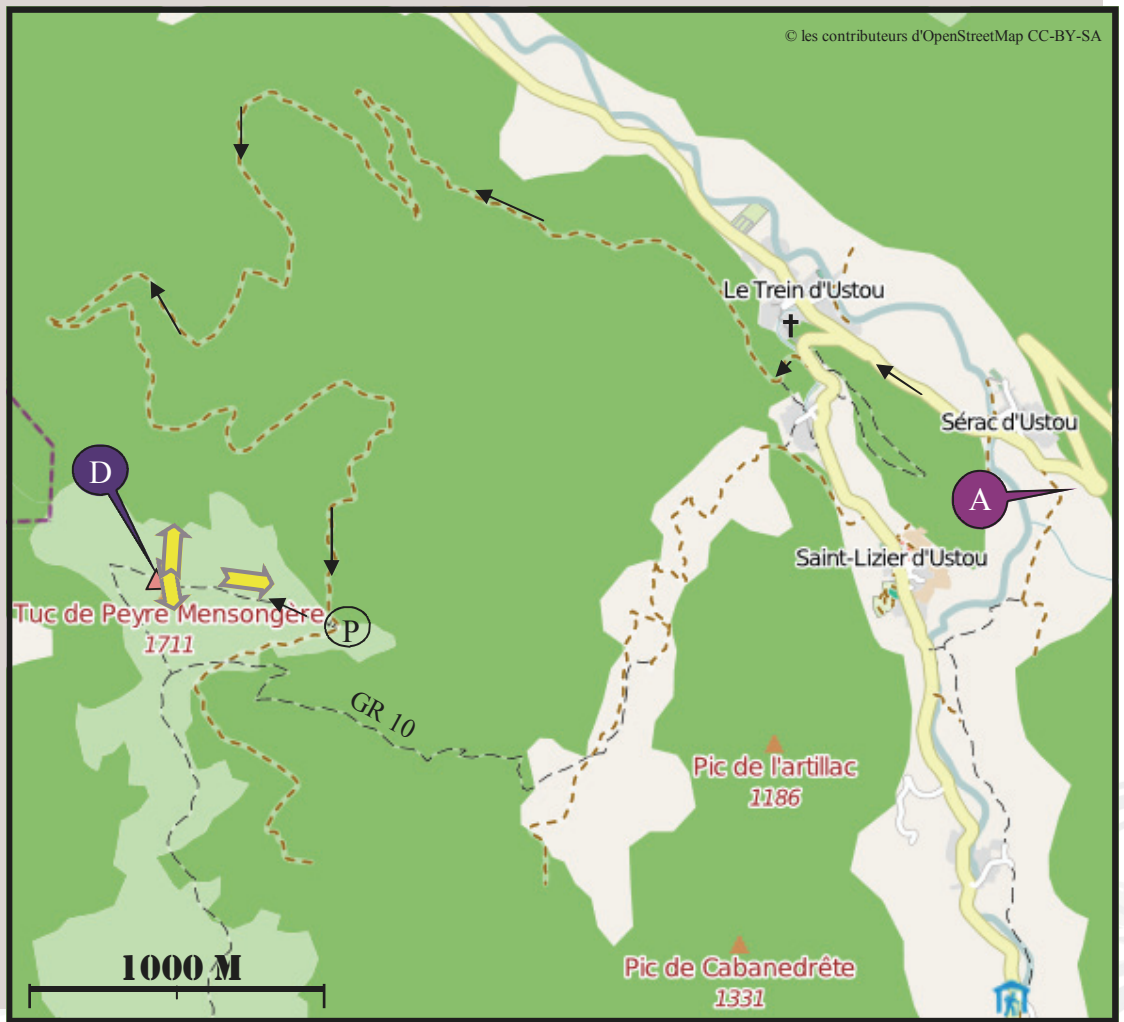 © les contributeurs d'OpenStreetMap CC-BY-SA
Le Trein d'Ustou
Sérac d'Ustou
D
A
Saint-Lizier d'Ustou
Tuc de Peyre Mensongère
1711
P
GR 10
Pic de l'artillac
1186
Pic de Cabanedrête
1331
1000 M